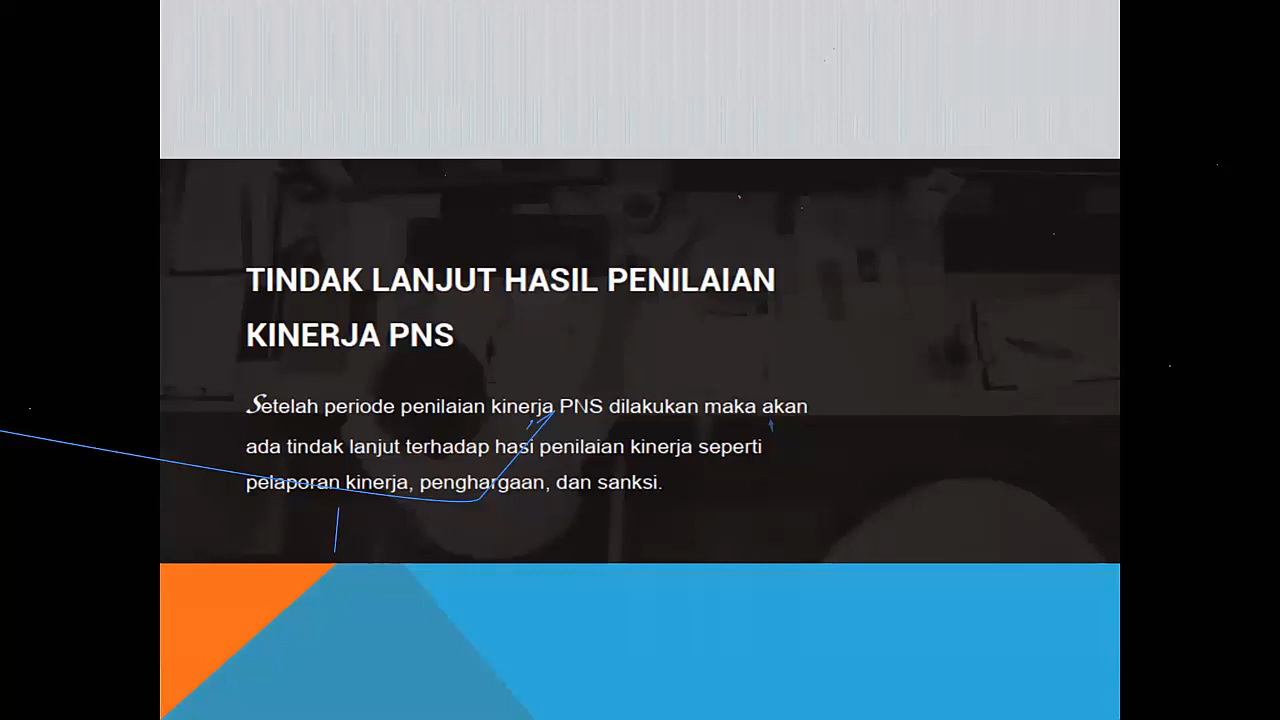 TINDAK LANJUT HASIL PENILAIAN
KINERJA PNS
Setelah periode penilaian kinerja PNS dilakukan maka akan
ada tindak lanjut terhadap hasi penilaian kinerja seperti
pelaporan kinerja, penghargaan, dan sanksi.